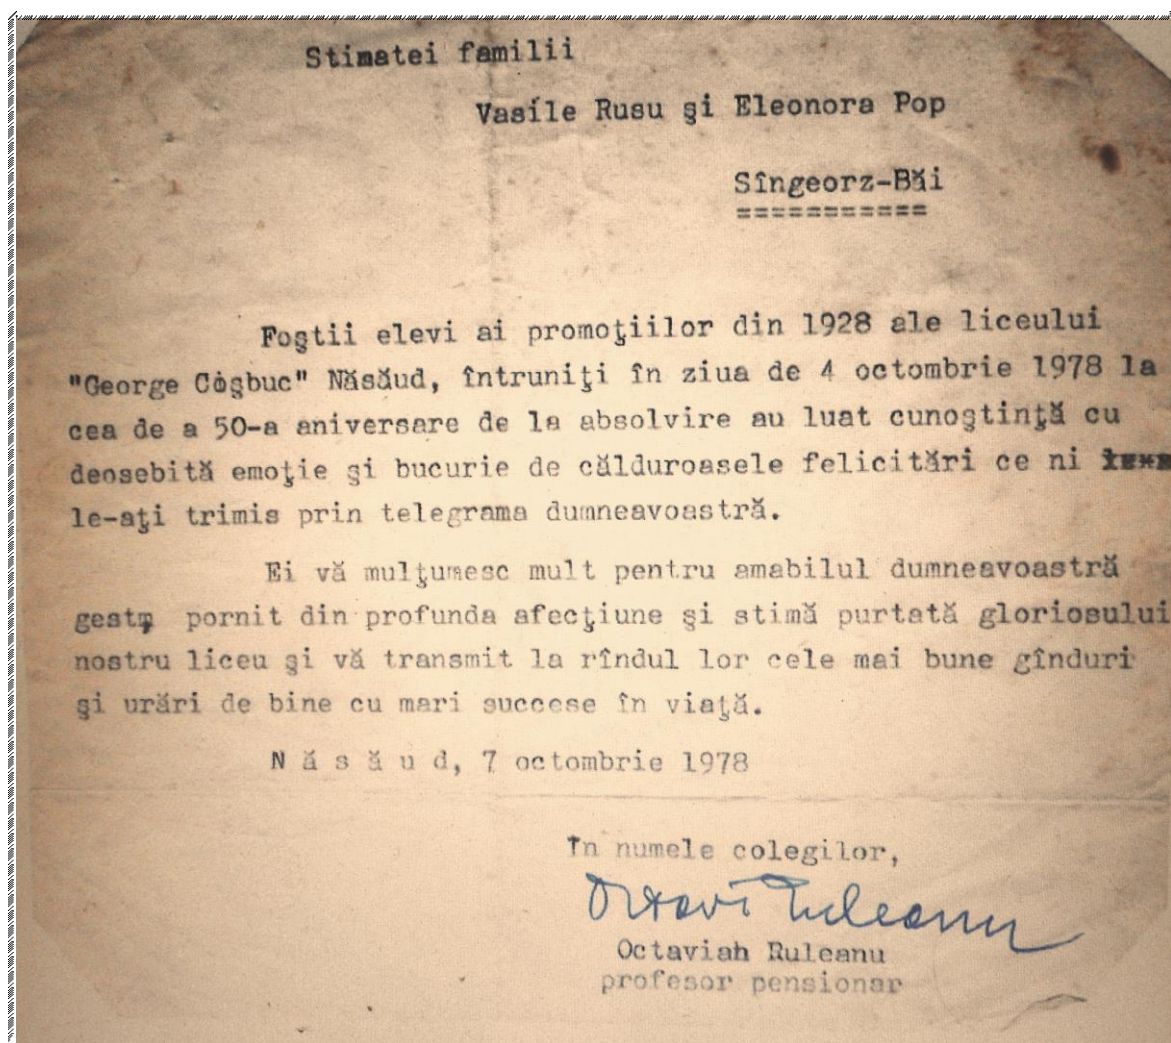 Stimatei familii
Vasile Rusu şi Eleonora Pop
Sîngeorz-Băi
===========
Foştii elevi ai promoţiilor din 1928 ale liceului
"George Coşbuc" Năsăud, întruniţi în ziua de 4 octombrie 1978 la
cea de a 50-a aniversare de la absolvire au luat cunoştinţă cu
deosebită emoţie şi bucurie de călduroasele felicitări ce ni
le-aţi trimis prin telegrama dumneavoastră.
Ei vă mulţumesc mult pentru amabilul dumneavoastră
gest, pornit din profunda afecţiune şi stimă purtată gloriosului
nostru liceu şi vă transmit la rîndul lor cele mai bune gînduri
şi urări de bine cu mari succese în viaţă.
N ă s ă u d, 7 octombrie 1978
În numele colegilor,
Octavi Ruleanu
Octavian Ruleanu
profesor pensionar